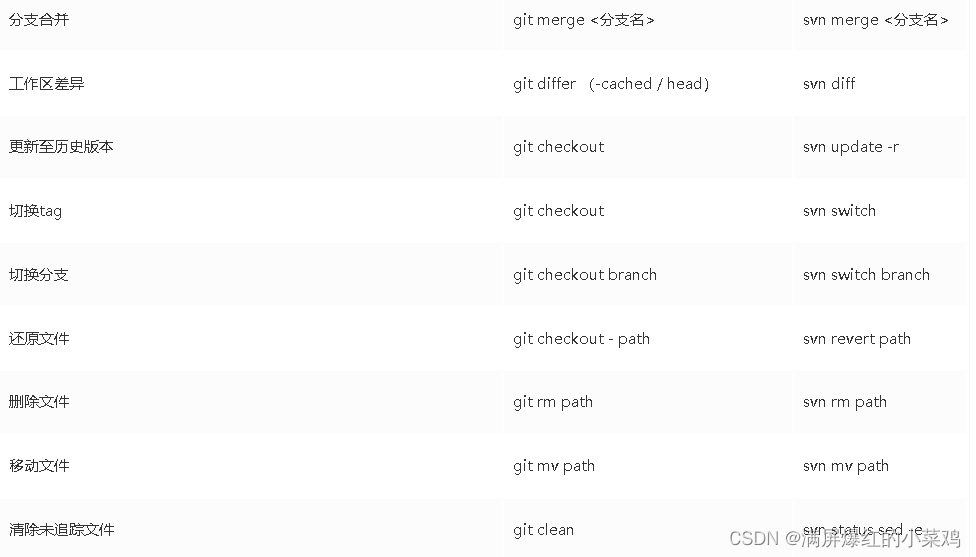 分支合并 git merge <分支名> svn merge <分支名>
工作区差异 git differ （-cached / head） svn diff
更新至历史版本 git checkout svn update -r
切换tag git checkout svn switch
切换分支 git checkout branch svn switch branch
还原文件 git checkout - path svn revert path
删除文件 git rm path svn rm path
移动文件 git mv path svn mv path
清除未追踪文件 git clean svn status sed -e
CSDN @满屏爆红的小菜鸡